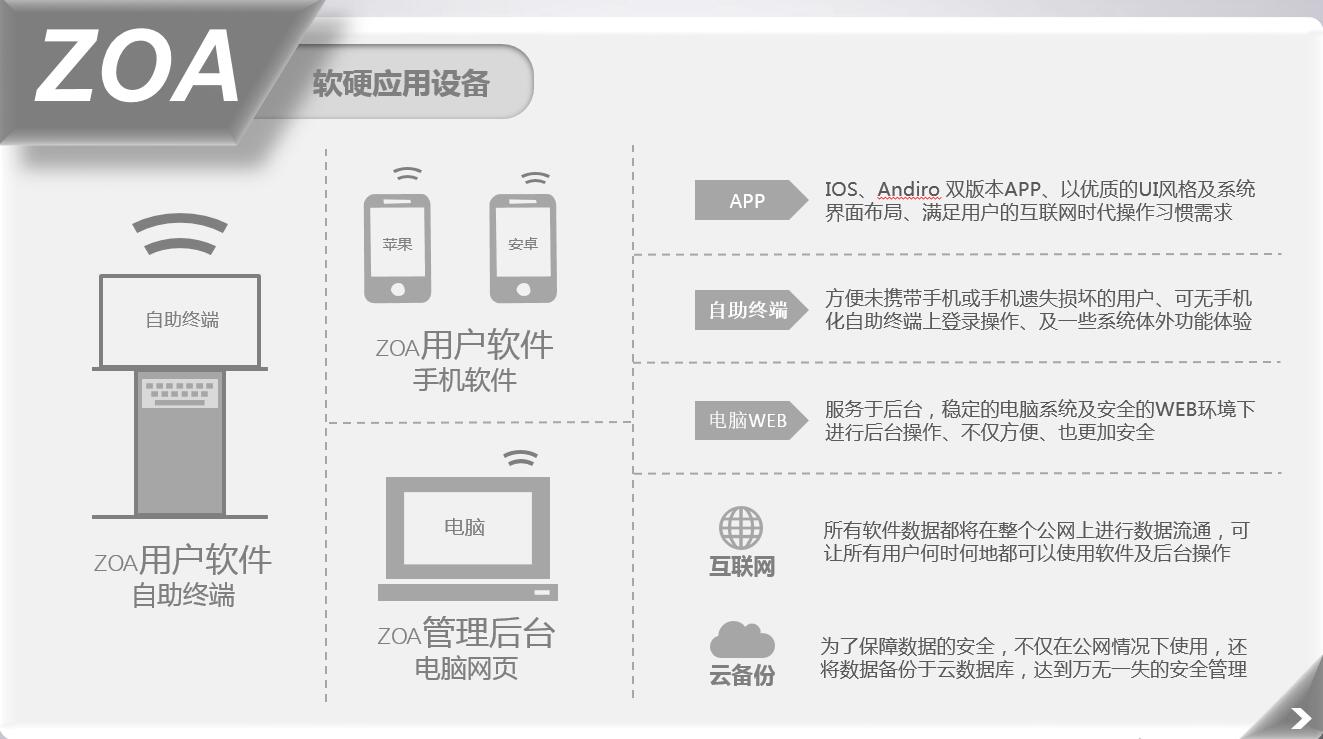 ZOA
软硬应用设备
自助终端
ZOA用户软件
自助终端
苹果
安卓
ZOA用户软件
手机软件
电脑
ZOA管理后台
电脑网页
APP
IOS、Andiro 双版本APP、以优质的UI风格及系统
界面布局、满足用户的互联网时代操作习惯需求
自助终端
方便未携带手机或手机遗失损坏的用户、可无手机
化自助终端上登录操作、及一些系统体外功能体验
电脑WEB
服务于后台，稳定的电脑系统及安全的WEB环境下
进行后台操作、不仅方便、也更加安全
互联网
所有软件数据都将在整个公网上进行数据流通，可
让所有用户何时何地都可以使用软件及后台操作
云备份
为了保障数据的安全，不仅在公网情况下使用，还
将数据备份于云数据库，达到万无一失的安全管理